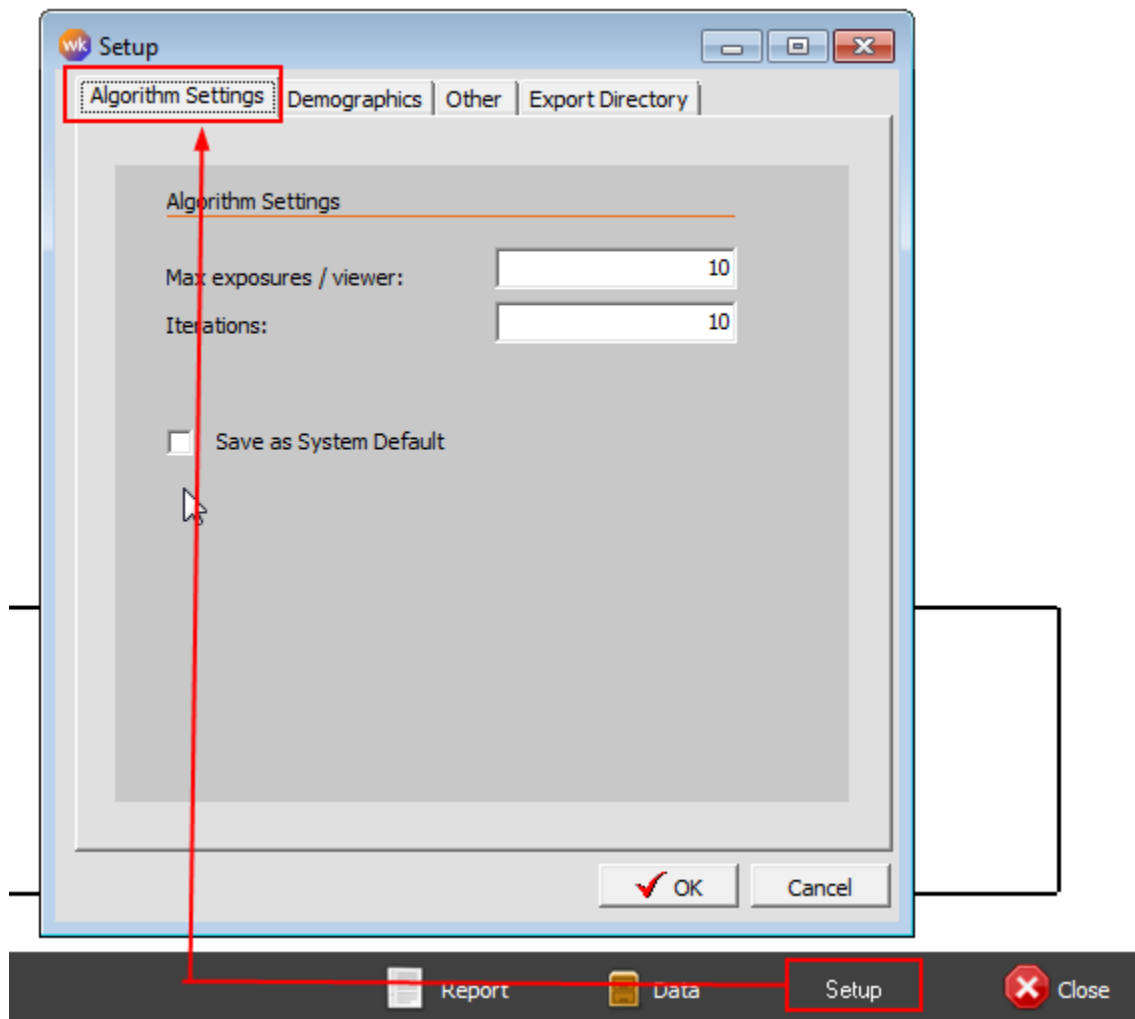 wk Setup
Algorithm Settings Demographics Other Export Directory
Algorithm Settings
Max exposures / viewer: 10
Iterations: 10
Save as System Default
OK Cancel
Report Data Setup Close